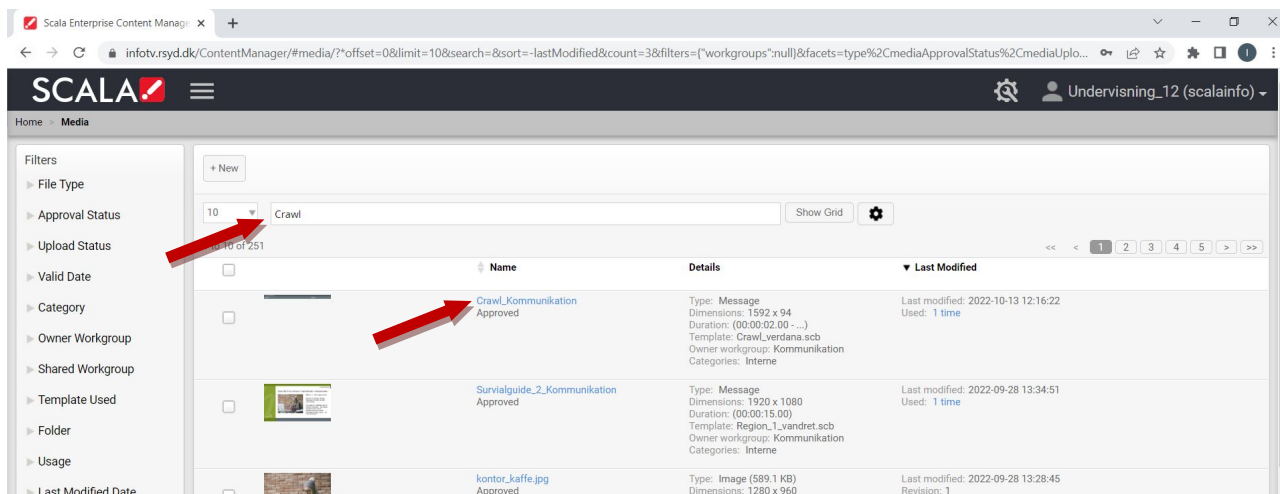 Scala Enterprise Content Manage
infotv.rsyd.dk/ContentManager/#media/?*offset=0&limit=10&search=&sort=-lastModified&count=3&filters={"workgroups":null}&facets=type%2CmediaApprovalStatus%2CmediaUplo...
I
SCALA
Undervisning_12 (scalainfo)
Home > Media
Filters
File Type
Approval Status
Upload Status
Valid Date
Category
Owner Workgroup
Shared Workgroup
Template Used
Folder
Usage
Last Modified Date
+ New
10
Crawl
Show Grid
10 of 251
<< < 1 2 3 4 5 > >>
Name Details Last Modified
Crawl_Kommunikation
Approved
Type: Message
Dimensions: 1592 x 94
Duration: (00:00:02.00 - ...)
Template: Crawl_verdana.scb
Owner workgroup: Kommunikation
Categories: Interne
Last modified: 2022-10-13 12:16:22
Used: 1 time
Survialguide_2_Kommunikation
Approved
Type: Message
Dimensions: 1920 x 1080
Duration: (00:00:15.00)
Template: Region_1_vandret.scb
Owner workgroup: Kommunikation
Categories: Interne
Last modified: 2022-09-28 13:34:51
Used: 1 time
kontor_kaffe.jpg
Approved
Type: Image (589.1 KB)
Dimensions: 1280 x 960
Last modified: 2022-09-28 13:28:45
Revision: 1